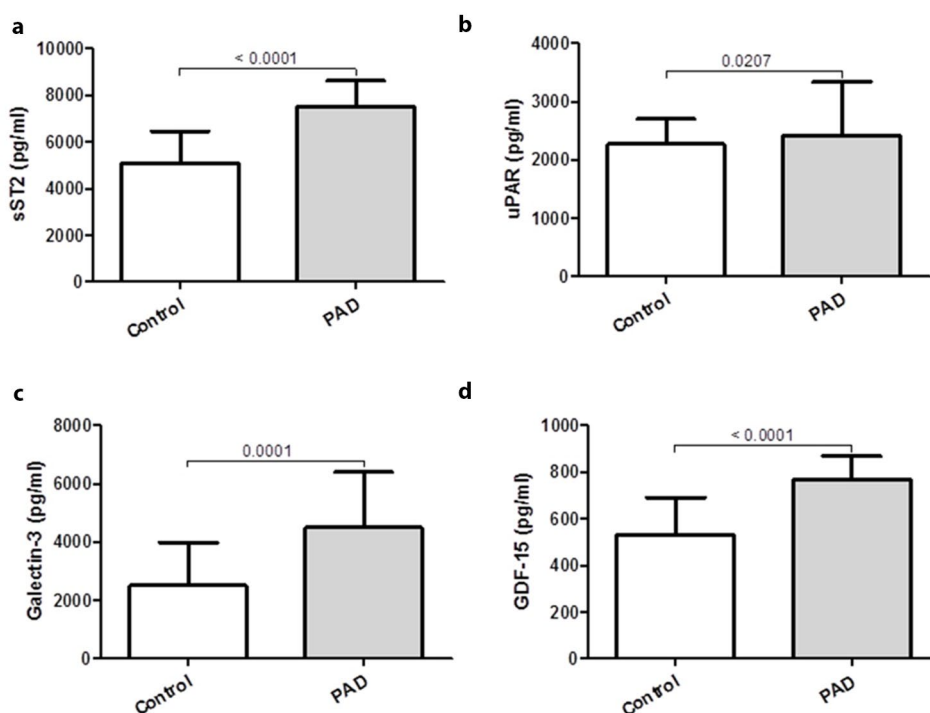 a
10000
8000
6000
4000
2000
0
sST2 (pg/ml)
< 0.0001
Control
PAD
b
4000
3000
2000
1000
0
uPAR (pg/ml)
0.0207
Control
PAD
c
8000
6000
4000
2000
0
Galectin-3 (pg/ml)
0.0001
Control
PAD
d
1000
800
600
400
200
0
GDF-15 (pg/ml)
< 0.0001
Control
PAD